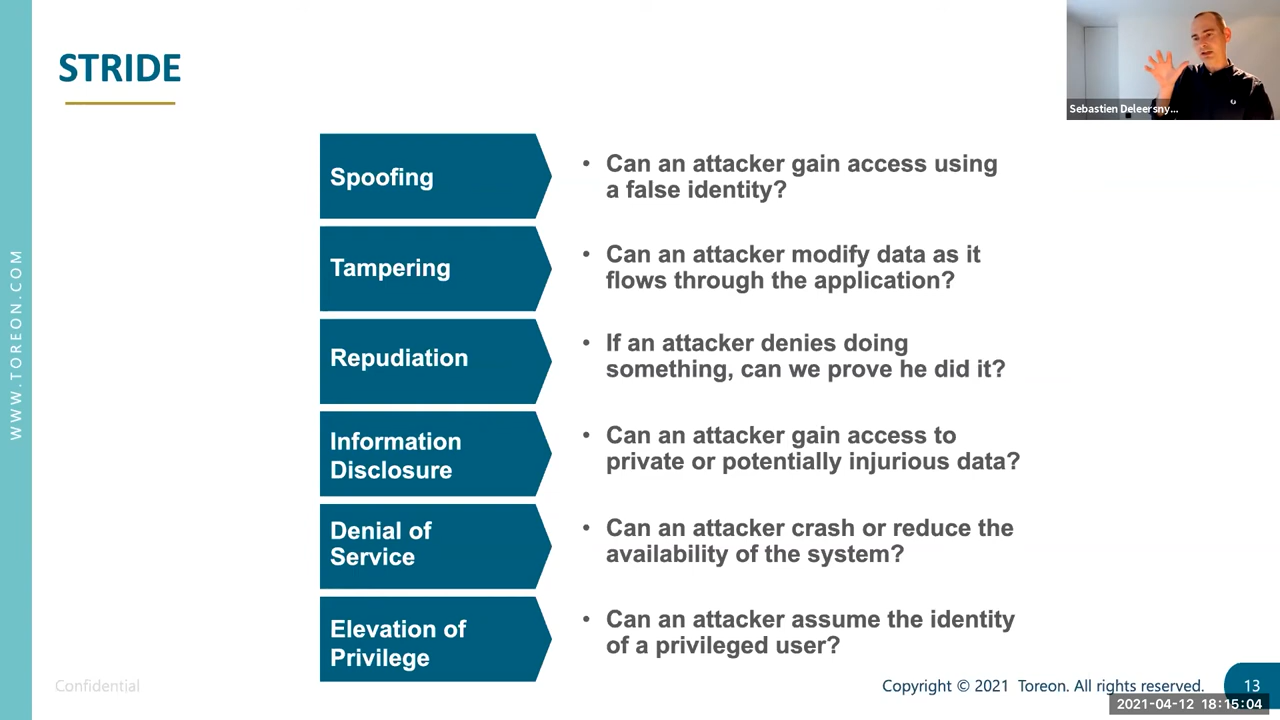 STRIDE
Sebastien Deleersny...
WWW.TOREON.COM
Spoofing
• Can an attacker gain access using
a false identity?
Tampering
• Can an attacker modify data as it
flows through the application?
Repudiation
• If an attacker denies doing
something, can we prove he did it?
Information
Disclosure
• Can an attacker gain access to
private or potentially injurious data?
Denial of
Service
• Can an attacker crash or reduce the
availability of the system?
Elevation of
Privilege
• Can an attacker assume the identity
of a privileged user?
Confidential
Copyright © 2021 Toreon. All rights reserved.
13
2021-04-12 18:15:04